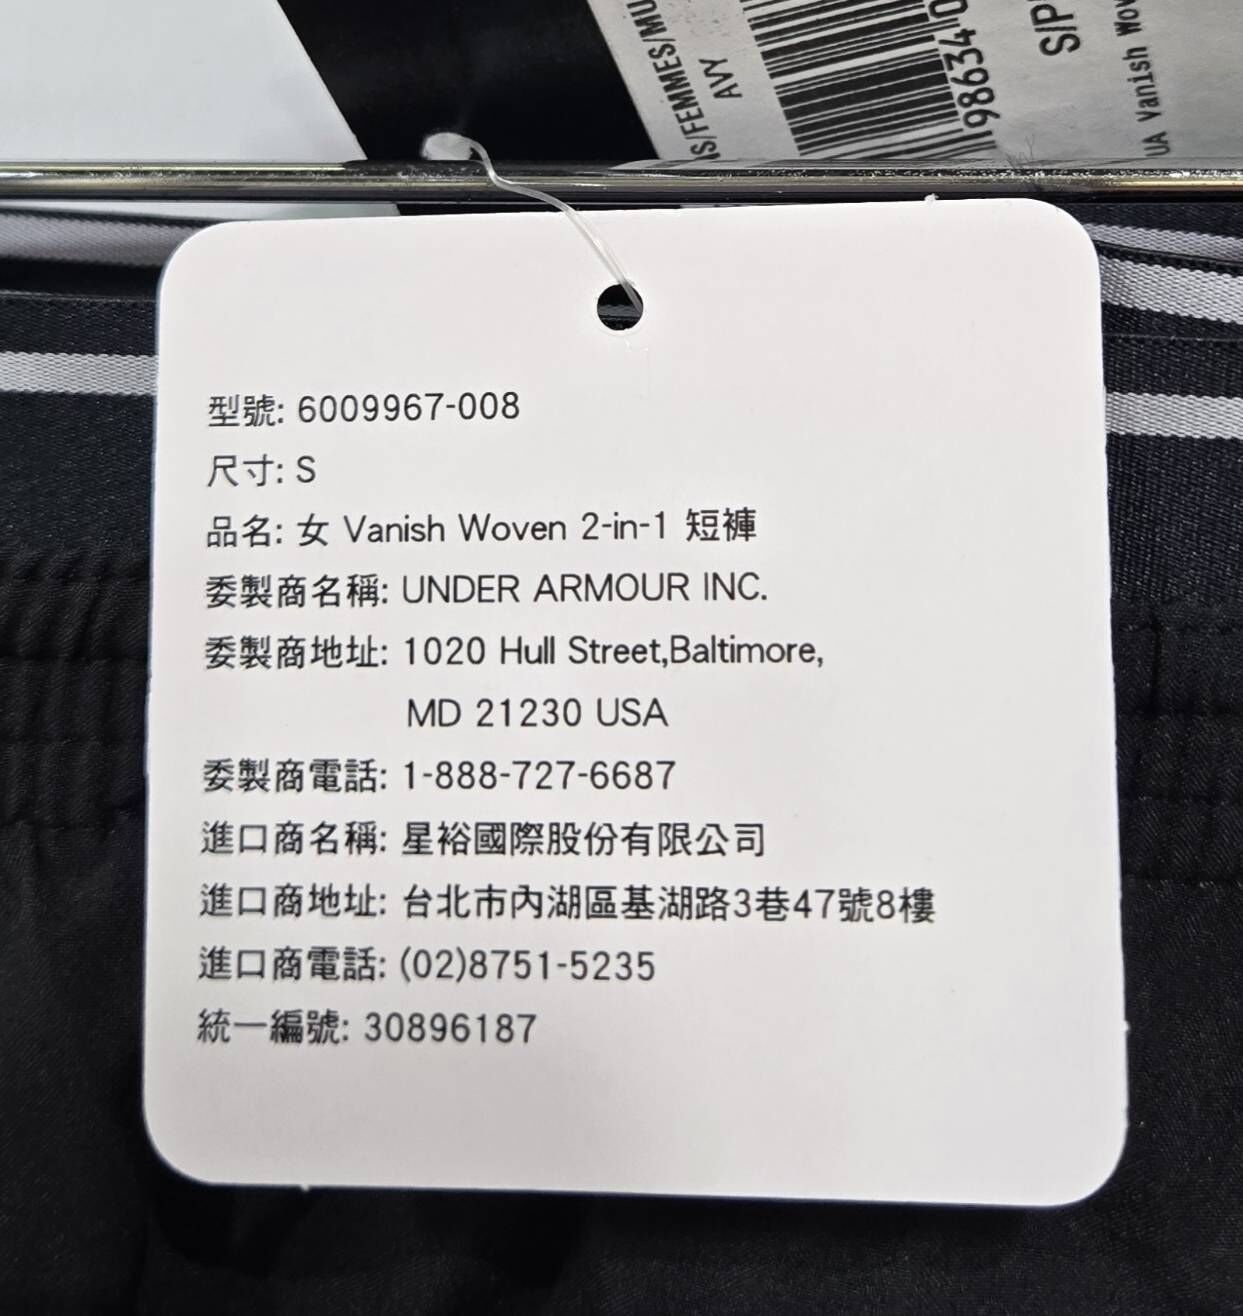 AVY
S/P
UA Vanish
型號: 6009967-008
尺寸: S
品名: 女 Vanish Woven 2-in-1 短褲
委製商名稱: UNDER ARMOUR INC.
委製商地址: 1020 Hull Street,Baltimore,
MD 21230 USA
委製商電話: 1-888-727-6687
進口商名稱: 星裕國際股份有限公司
進口商地址: 台北市內湖區基湖路3巷47號8樓
進口商電話: (02)8751-5235
統一編號: 30896187